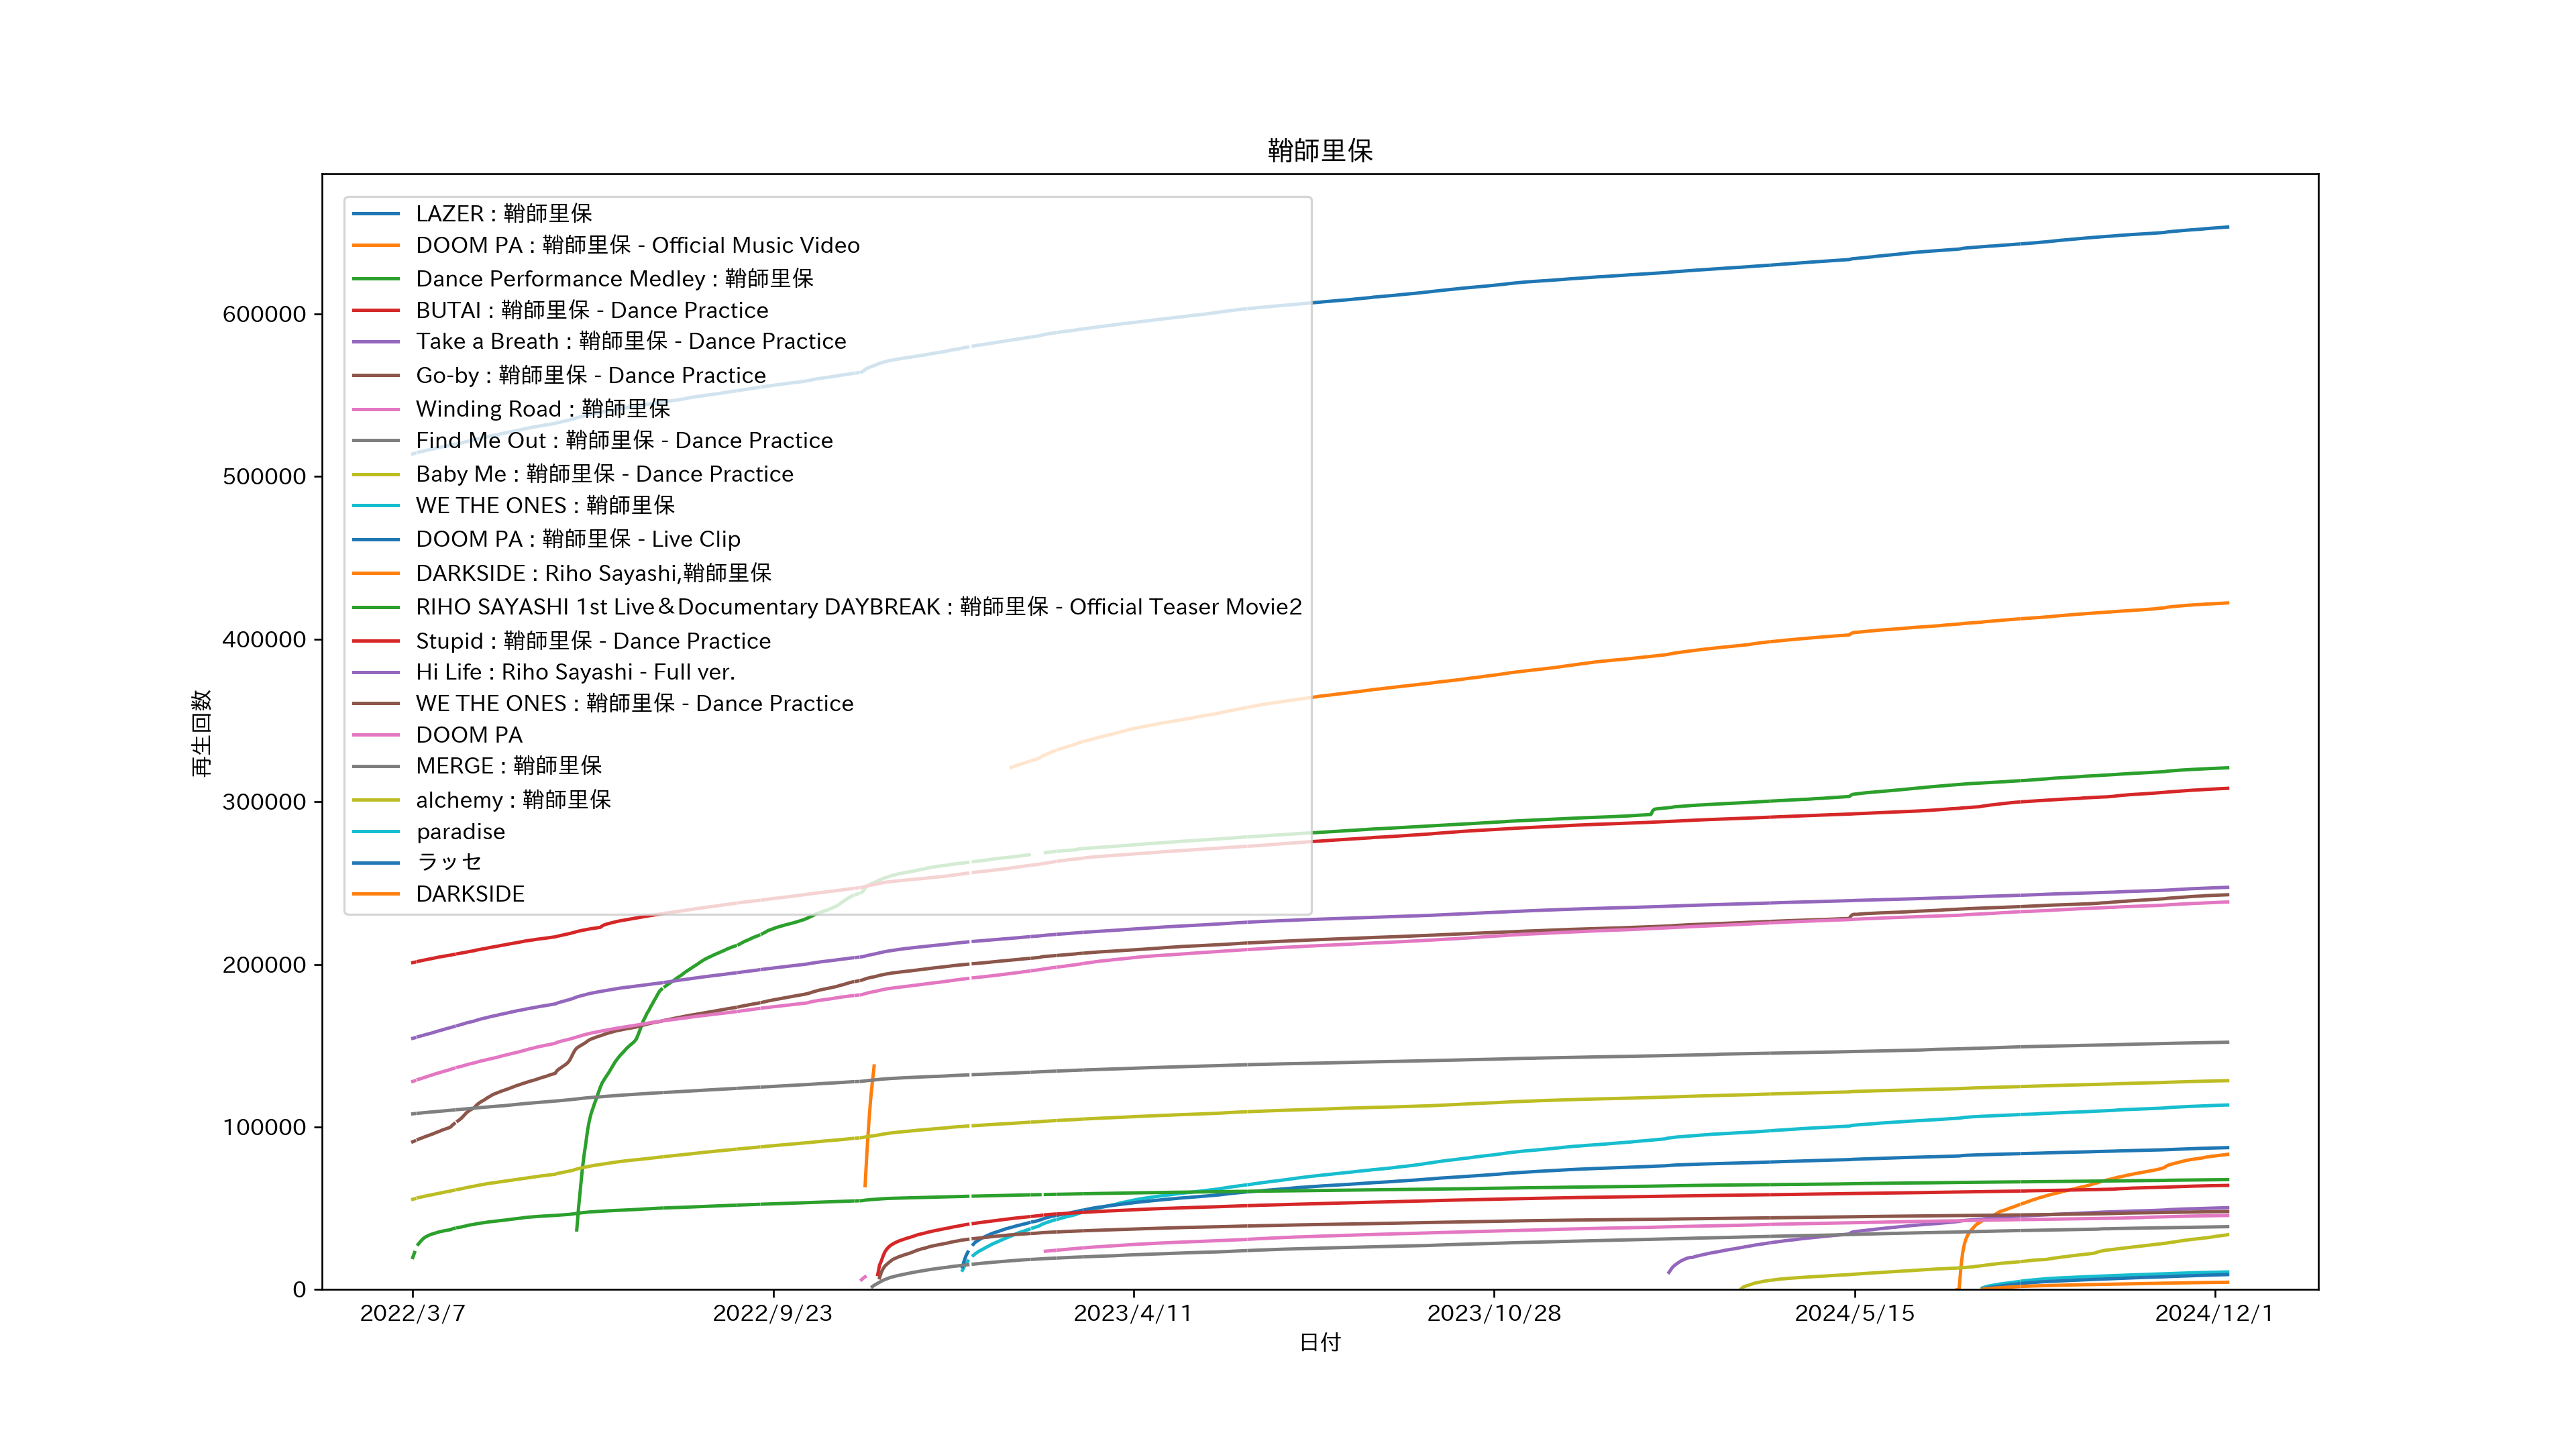 鞘師里保
LAZER : 鞘師里保
DOOM PA : 鞘師里保 - Official Music Video
Dance Performance Medley : 鞘師里保
BUTAI : 鞘師里保 - Dance Practice
Take a Breath : 鞘師里保 - Dance Practice
Go-by : 鞘師里保 - Dance Practice
Winding Road : 鞘師里保
Find Me Out : 鞘師里保 - Dance Practice
Baby Me : 鞘師里保 - Dance Practice
WE THE ONES : 鞘師里保
DOOM PA : 鞘師里保 - Live Clip
DARKSIDE : Riho Sayashi,鞘師里保
RIHO SAYASHI 1st Live＆Documentary DAYBREAK : 鞘師里保 - Official Teaser Movie2
Stupid : 鞘師里保 - Dance Practice
Hi Life : Riho Sayashi - Full ver.
WE THE ONES : 鞘師里保 - Dance Practice
DOOM PA
MERGE : 鞘師里保
alchemy : 鞘師里保
paradise
ラッセ
DARKSIDE
600000
500000
400000
300000
200000
100000
0
再生回数
2022/3/7
2022/9/23
2023/4/11
2023/10/28
2024/5/15
2024/12/1
日付